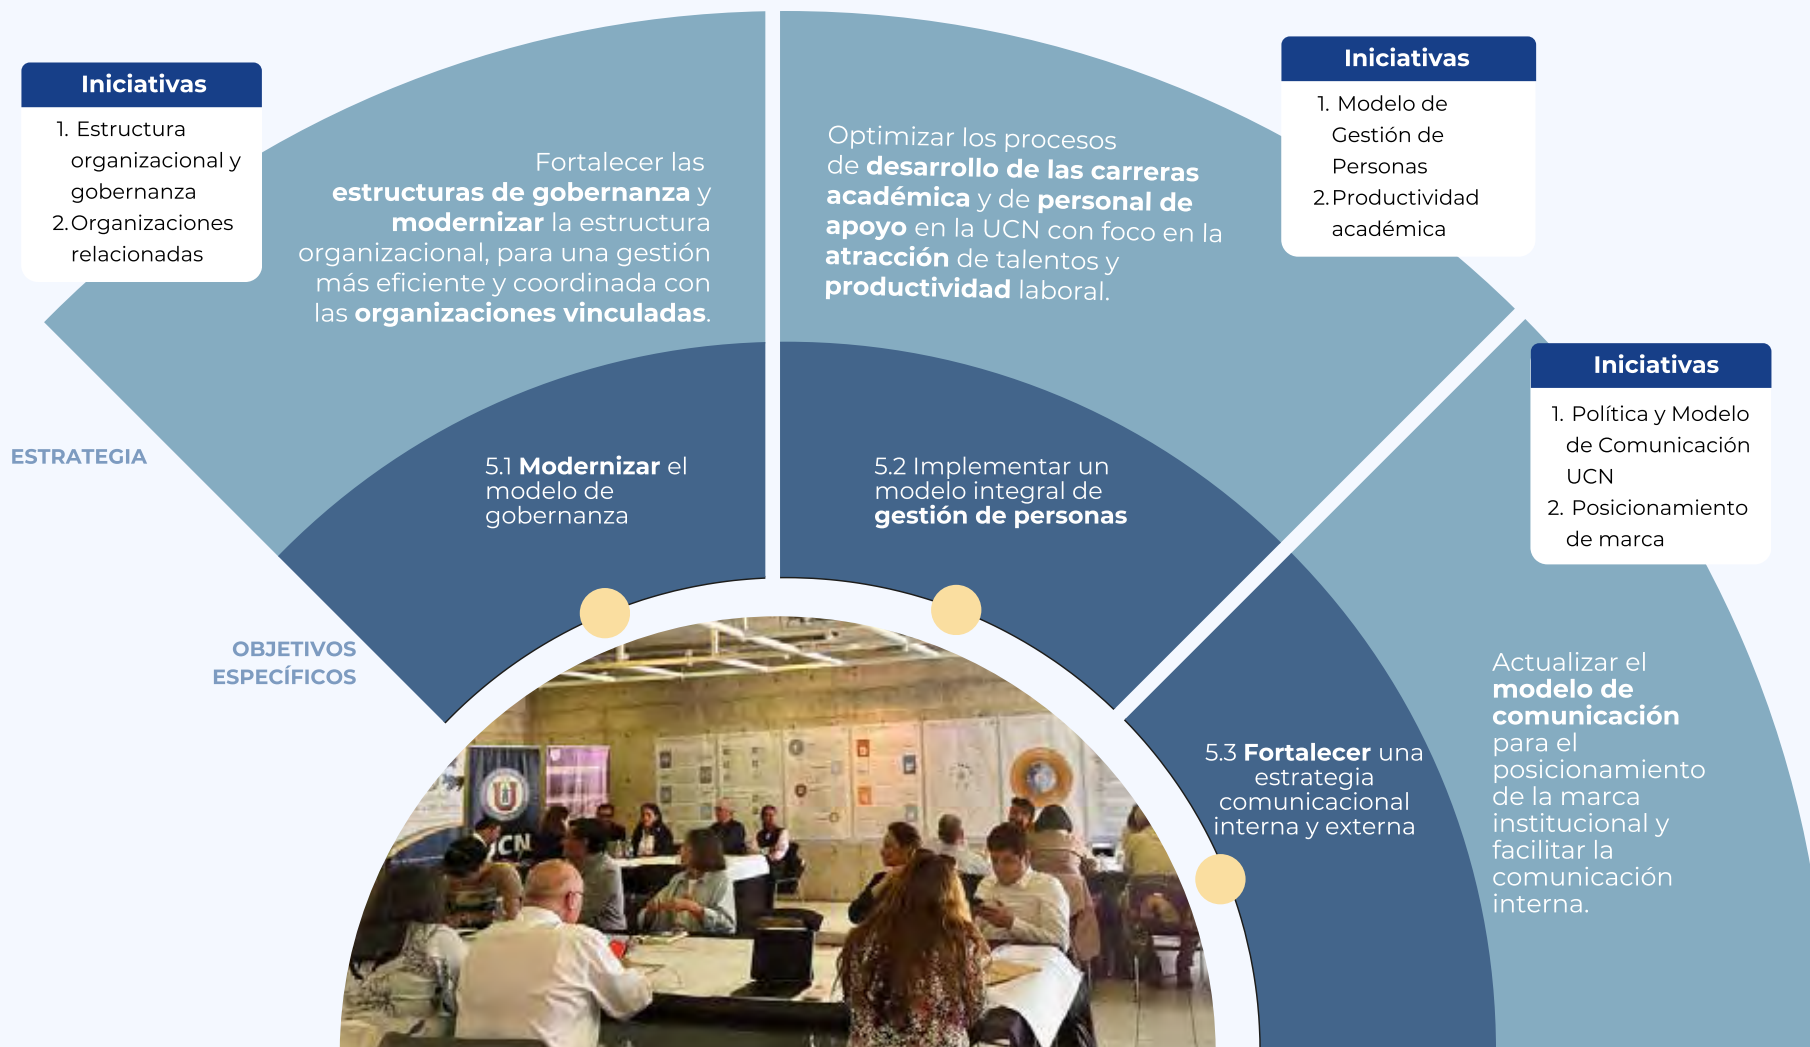 Iniciativas
1. Estructura
organizacional y
gobernanza
2.Organizaciones
relacionadas
Fortalecer las
estructuras de gobernanza y
modernizar la estructura
organizacional, para una gestión
más eficiente y coordinada con
las organizaciones vinculadas.
Optimizar los procesos
de desarrollo de las carreras
académica y de personal de
apoyo en la UCN con foco en la
atracción de talentos y
productividad laboral.
Iniciativas
1. Modelo de
Gestión de
Personas
2.Productividad
académica
Iniciativas
1. Política y Modelo
de Comunicación
UCN
2. Posicionamiento
de marca
ESTRATEGIA
5.1 Modernizar el
modelo de
gobernanza
5.2 Implementar un
modelo integral de
gestión de personas
OBJETIVOS
ESPECÍFICOS
5.3 Fortalecer una
estrategia
comunicacional
interna y externa
Actualizar el
modelo de
comunicación
para el
posicionamiento
de la marca
institucional y
facilitar la
comunicación
interna.
UCN